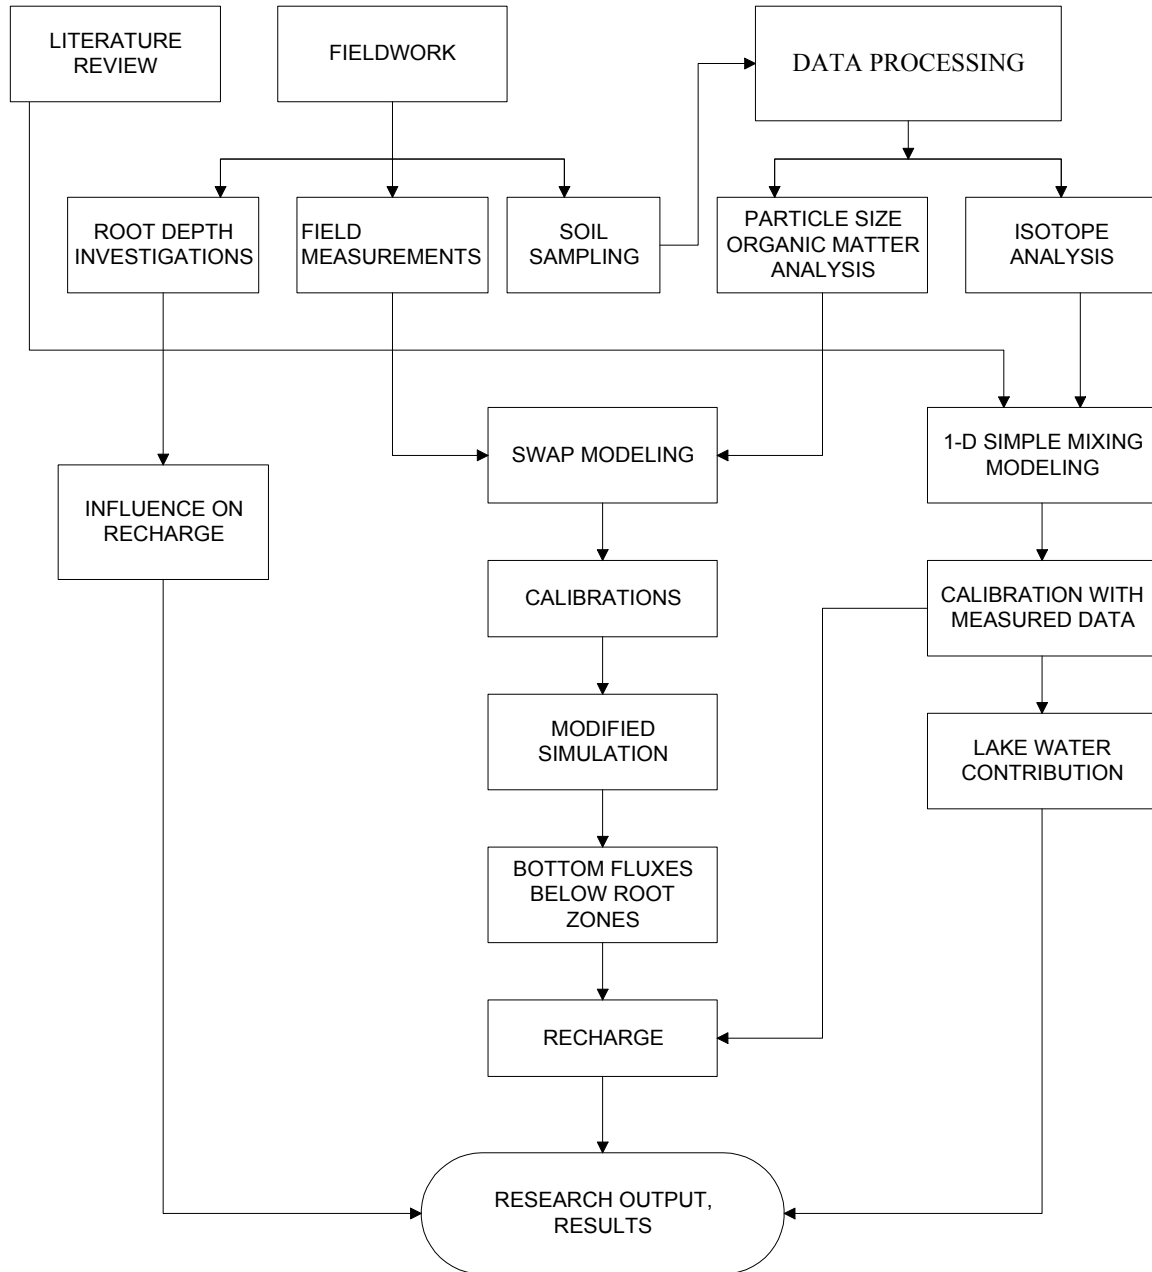 LITERATURE
REVIEW
FIELDWORK
DATA PROCESSING
ROOT DEPTH
INVESTIGATIONS
FIELD
MEASUREMENTS
SOIL
SAMPLING
PARTICLE SIZE
ORGANIC MATTER
ANALYSIS
ISOTOPE
ANALYSIS
SWAP MODELING
1-D SIMPLE MIXING
MODELING
INFLUENCE ON
RECHARGE
CALIBRATIONS
CALIBRATION WITH
MEASURED DATA
MODIFIED
SIMULATION
LAKE WATER
CONTRIBUTION
BOTTOM FLUXES
BELOW ROOT
ZONES
RECHARGE
RESEARCH OUTPUT,
RESULTS